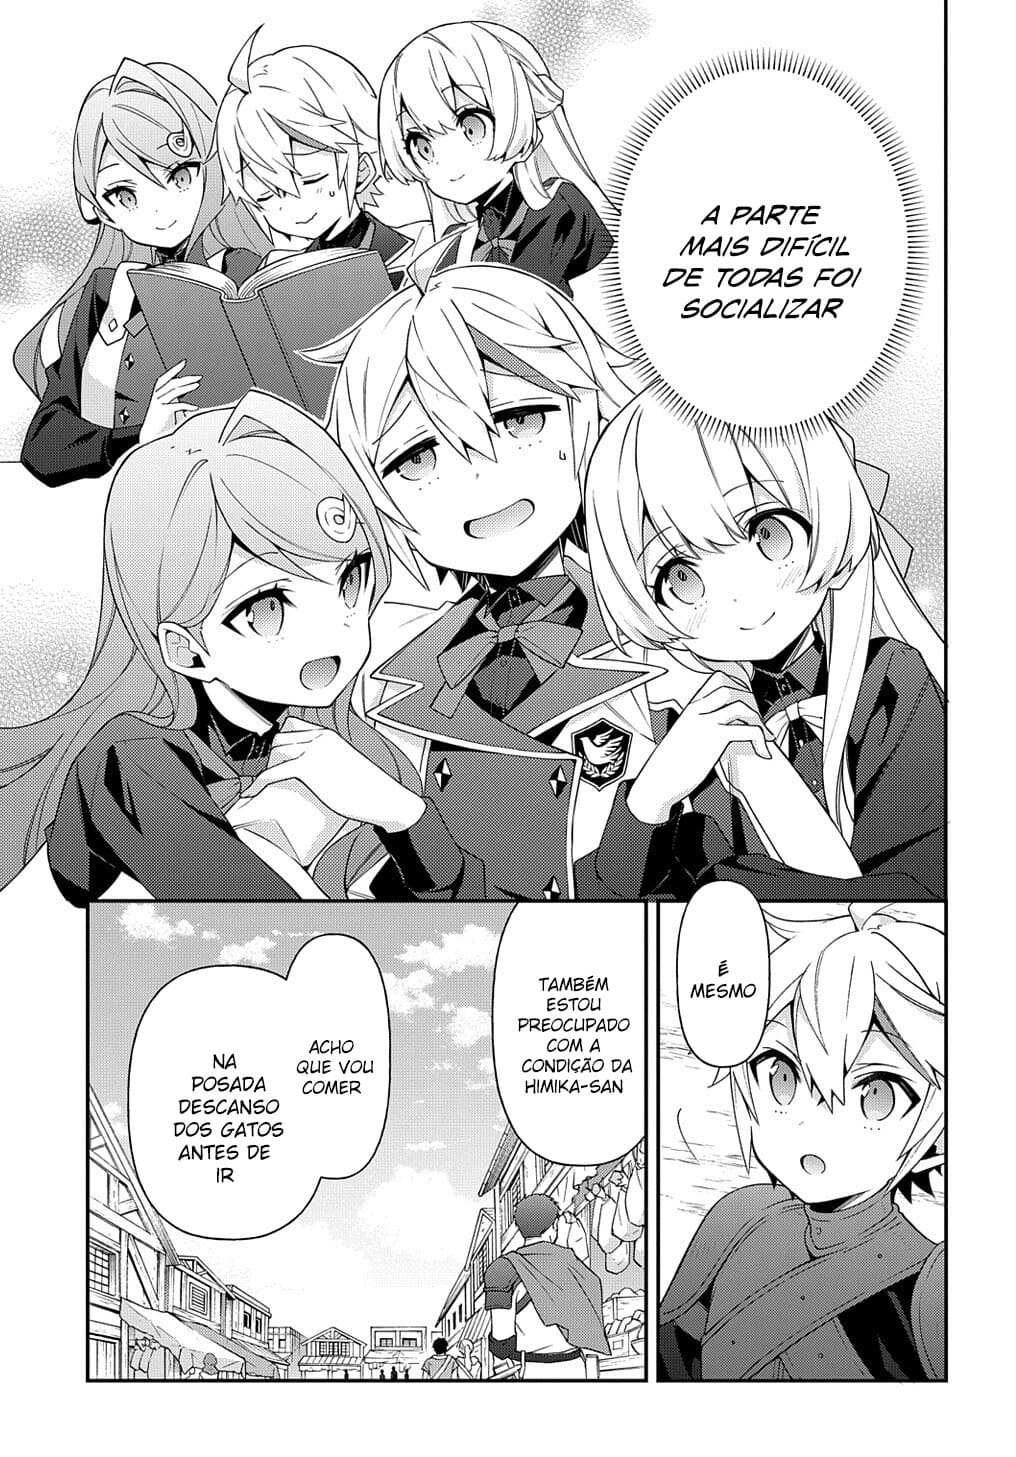 A PARTE
MAIS DIFÍCIL
DE TODAS FOI
SOCIALIZAR
É
MESMO
TAMBÉM
ESTOU
PREOCUPADO
COM A
CONDIÇÃO DA
HIMIKA-SAN
ACHO
QUE VOU
COMER
NA
POSADA
DESCANSO
DOS GATOS
ANTES DE
IR